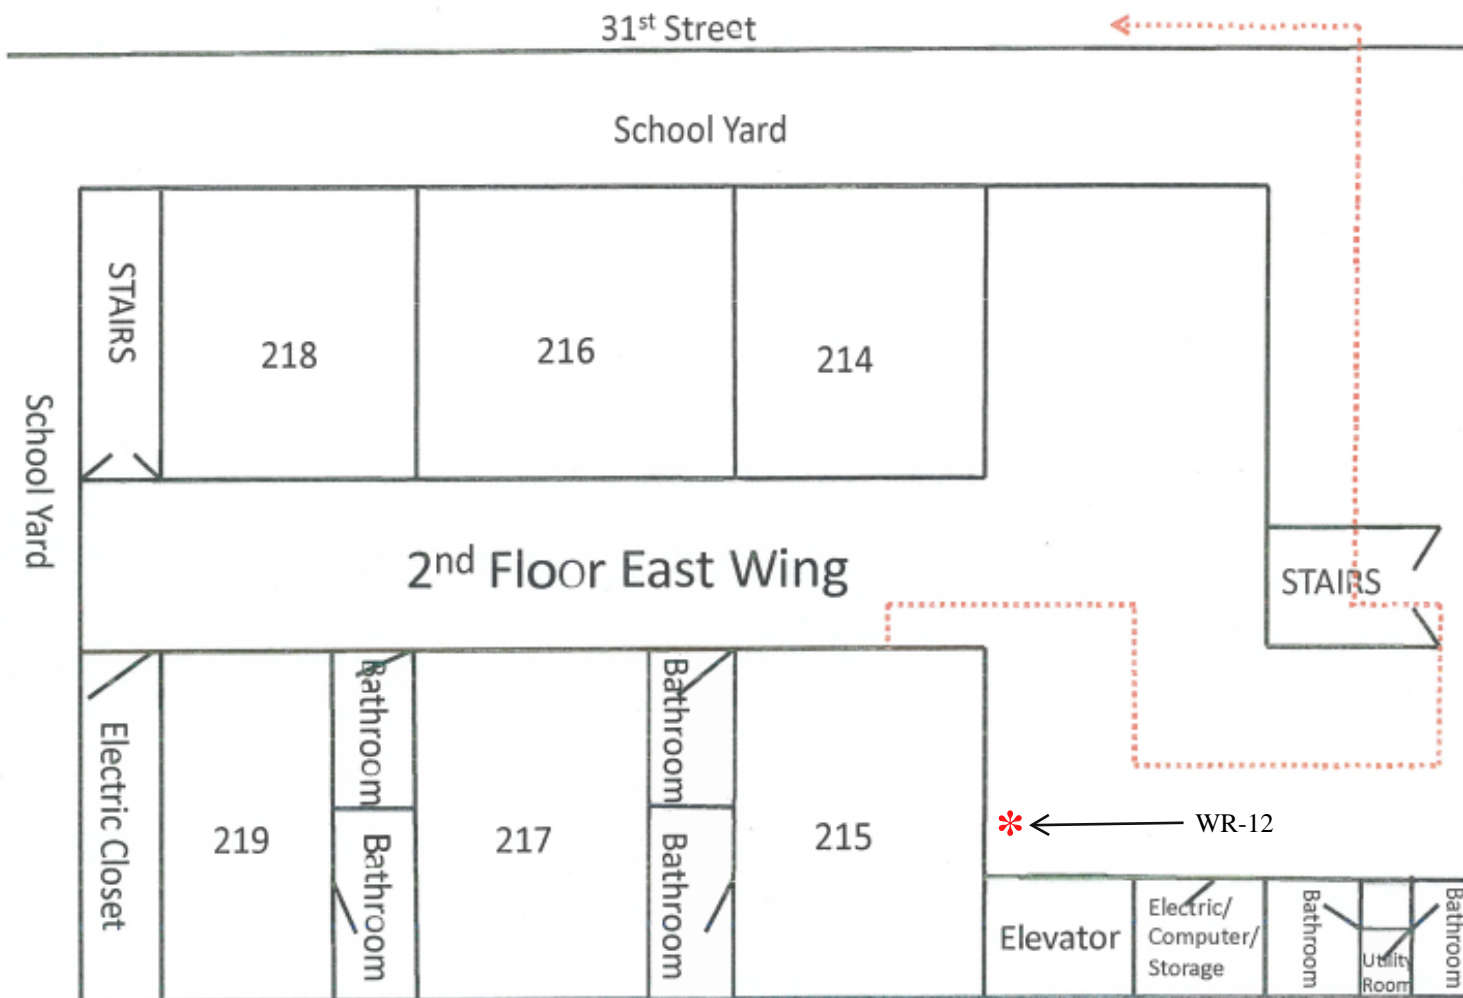 31st Street
School Yard
STAIRS
218
216
214
School Yard
2nd Floor East Wing
STAIRS
Electric Closet
219
Bathroom
Bathroom
217
Bathroom
Bathroom
215
WR-12
Elevator
Electric/
Computer/
Storage
Bathroom
Utility
Room
Bathroom